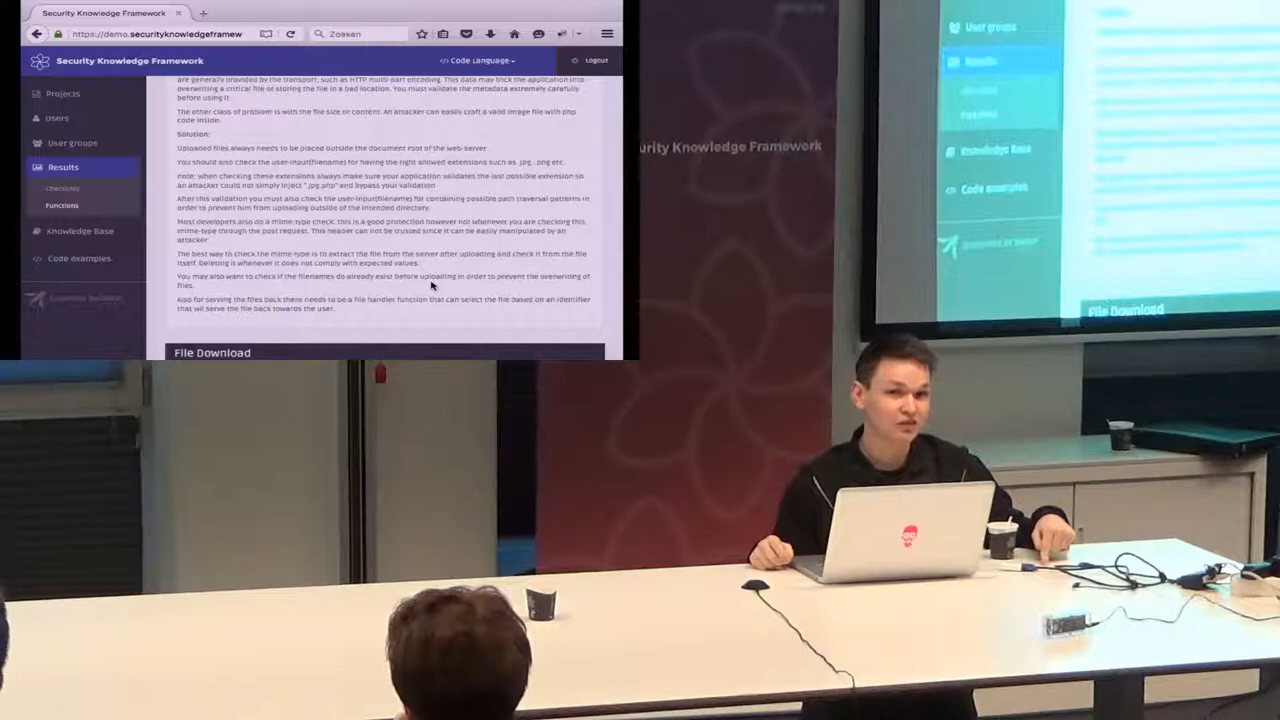 Security Knowledge Framework
https://demo.securityknowledgeframew
Zoeken
Security Knowledge Framework
</> Code Language
Logout
Projects
Users
User groups
Results
Checklists
Functions
Knowledge Base
</> Code examples
are generally provided by the transport, such as HTTP multi-part encoding. This data may trick the application into
overwriting a critical file or storing the file in a bad location. You must validate the metadata extremely carefully
before using it.
The other class of problem is with the file size or content. An attacker can easily craft a valid image file with php
code inside.
Solution:
Uploaded files always needs to be placed outside the document root of the web-server
You should also check the user-input(filename) for having the right allowed extensions such as .jpg, .png etc.
note: when checking these extensions always make sure your application validates the last possible extension so
an attacker could not simply inject ".jpg.php" and bypass your validation
After this validation you must also check the user-input(filename) for containing possible path traversal patterns in
order to prevent him from uploading outside of the intended directory.
Most developers also do a mime-type check. this is a good protection however not whenever you are checking this
mime-type through the post request. This header can not be trusted since it can be easily manipulated by an
attacker.
The best way to check the mime-type is to extract the file from the server after uploading and check it from the file
itself. Deleting it whenever it does not comply with expected values.
You may also want to check if the filenames do already exist before uploading in order to prevent the overwriting of
files.
Also for serving the files back there needs to be a file handler function that can select the file based on an identifier
that wil serve the file back towards the user.
File Download
urity Knowledge Framework
User groups
Results
Knowledge Base
Code examples
File Download